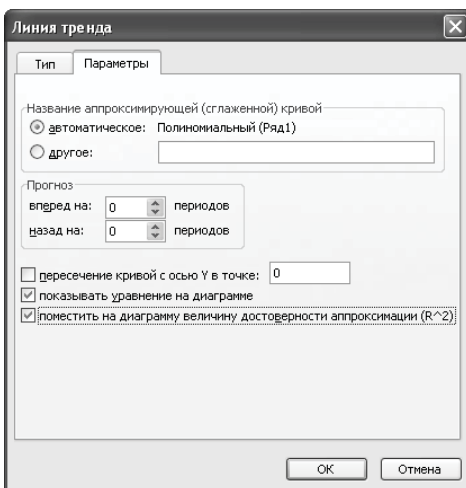 Линия тренда
Тип Параметры
Название аппроксимирующей (сглаженной) кривой
автоматическое: Полиномиальный (Ряд1)
другое:
Прогноз
вперед на: 0 периодов
назад на: 0 периодов
пересечение кривой с осью Y в точке: 0
показывать уравнение на диаграмме
поместить на диаграмму величину достоверности аппроксимации (R^2)
ОК Отмена